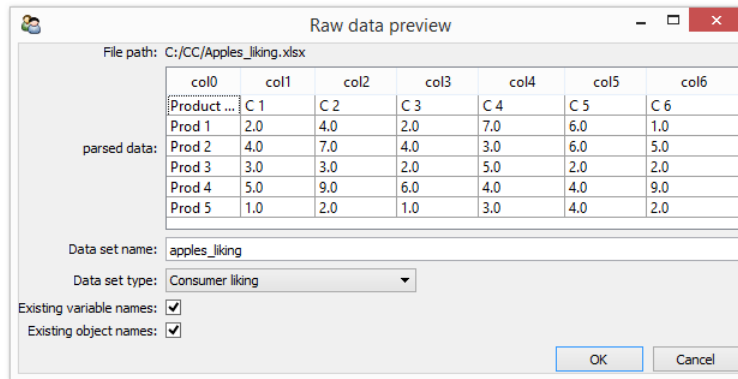 Raw data preview
File path: C:/CC/Apples_liking.xlsx
col0 col1 col2 col3 col4 col5 col6
Product ... C 1 C 2 C 3 C 4 C 5 C 6
Prod 1 2.0 4.0 2.0 7.0 6.0 1.0
parsed data: Prod 2 4.0 7.0 4.0 3.0 6.0 5.0
Prod 3 3.0 3.0 2.0 5.0 2.0 2.0
Prod 4 5.0 9.0 6.0 4.0 4.0 9.0
Prod 5 1.0 2.0 1.0 3.0 4.0 2.0
Data set name: apples_liking
Data set type: Consumer liking
Existing variable names:
Existing object names:
OK Cancel